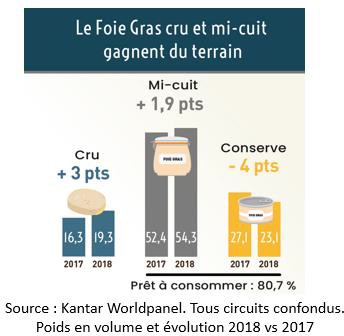 Le Foie Gras cru et mi-cuit
gagnent du terrain
Mi-cuit
+ 1,9 pts
Cru
+ 3 pts
Conserve
- 4 pts
FOIE GRAS
FOIE GRAS
16,3 19,3
52,4 54,3
27,1 23,1
2017 2018
2017 2018
2017 2018
Prêt à consommer : 80,7 %
Source : Kantar Worldpanel. Tous circuits confondus.
Poids en volume et évolution 2018 vs 2017